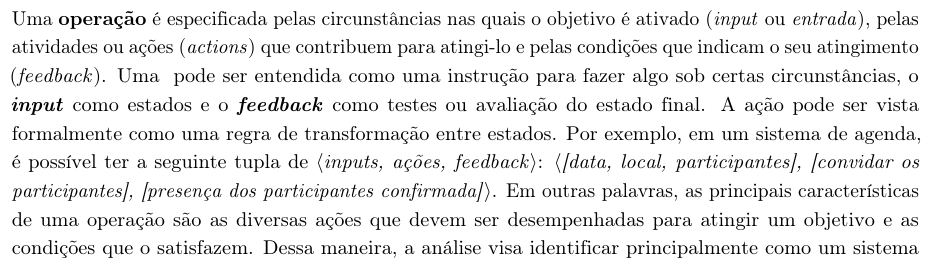 Uma operação é especificada pelas circunstâncias nas quais o objetivo é ativado (input ou entrada), pelas
atividades ou ações (actions) que contribuem para atingi-lo e pelas condições que indicam o seu atingimento
(feedback). Uma pode ser entendida como uma instrução para fazer algo sob certas circunstâncias, o
input como estados e o feedback como testes ou avaliação do estado final. A ação pode ser vista
formalmente como uma regra de transformação entre estados. Por exemplo, em um sistema de agenda,
é possível ter a seguinte tupla de ⟨inputs, ações, feedback⟩: ⟨[data, local, participantes], [convidar os
participantes], [presença dos participantes confirmada]⟩. Em outras palavras, as principais características
de uma operação são as diversas ações que devem ser desempenhadas para atingir um objetivo e as
condições que o satisfazem. Dessa maneira, a análise visa identificar principalmente como um sistema